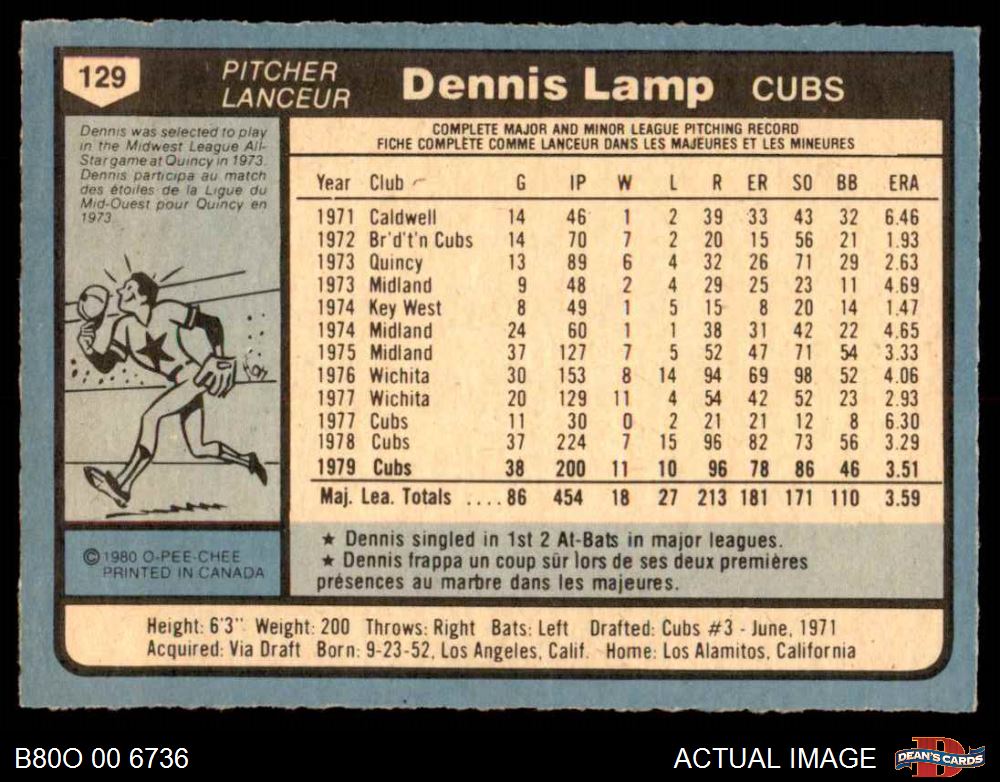 129
PITCHER
LANCEUR
Dennis Lamp CUBS
Dennis was selected to play
in the Midwest League All-
Star game at Quincy in 1973.
Dennis participa au match
des étoiles de la Ligue du
Mid-Ouest pour Quincy en
1973.
© 1980 O-PEE-CHEE
PRINTED IN CANADA
COMPLETE MAJOR AND MINOR LEAGUE PITCHING RECORD
FICHE COMPLÈTE COMME LANCEUR DANS LES MAJEURES ET LES MINEURES
Year Club G IP W L R ER SO BB ERA
1971 Caldwell 14 46 1 2 39 33 43 32 6.46
1972 Br'd't'n Cubs 14 70 7 2 20 15 56 21 1.93
1973 Quincy 13 89 6 4 32 26 71 29 2.63
1973 Midland 9 48 2 4 29 25 23 11 4.69
1974 Key West 8 49 1 5 15 8 20 14 1.47
1974 Midland 24 60 1 1 38 31 42 22 4.65
1975 Midland 37 127 7 5 52 47 71 54 3.33
1976 Wichita 30 153 8 14 94 69 98 52 4.06
1977 Wichita 20 129 11 4 54 42 52 23 2.93
1977 Cubs 11 30 0 2 21 21 12 8 6.30
1978 Cubs 37 224 7 15 96 82 73 56 3.29
1979 Cubs 38 200 11 10 96 78 86 46 3.51
Maj. Lea. Totals ....86 454 18 27 213 181 171 110 3.59
★ Dennis singled in 1st 2 At-Bats in major leagues.
★ Dennis frappa un coup sûr lors de ses deux premières
présences au marbre dans les majeures.
Height: 6'3" Weight: 200 Throws: Right Bats: Left Drafted: Cubs #3 - June, 1971
Acquired: Via Draft Born: 9-23-52, Los Angeles, Calif. Home: Los Alamitos, California
B80O 00 6736
ACTUAL IMAGE
DEAN'S CARDS